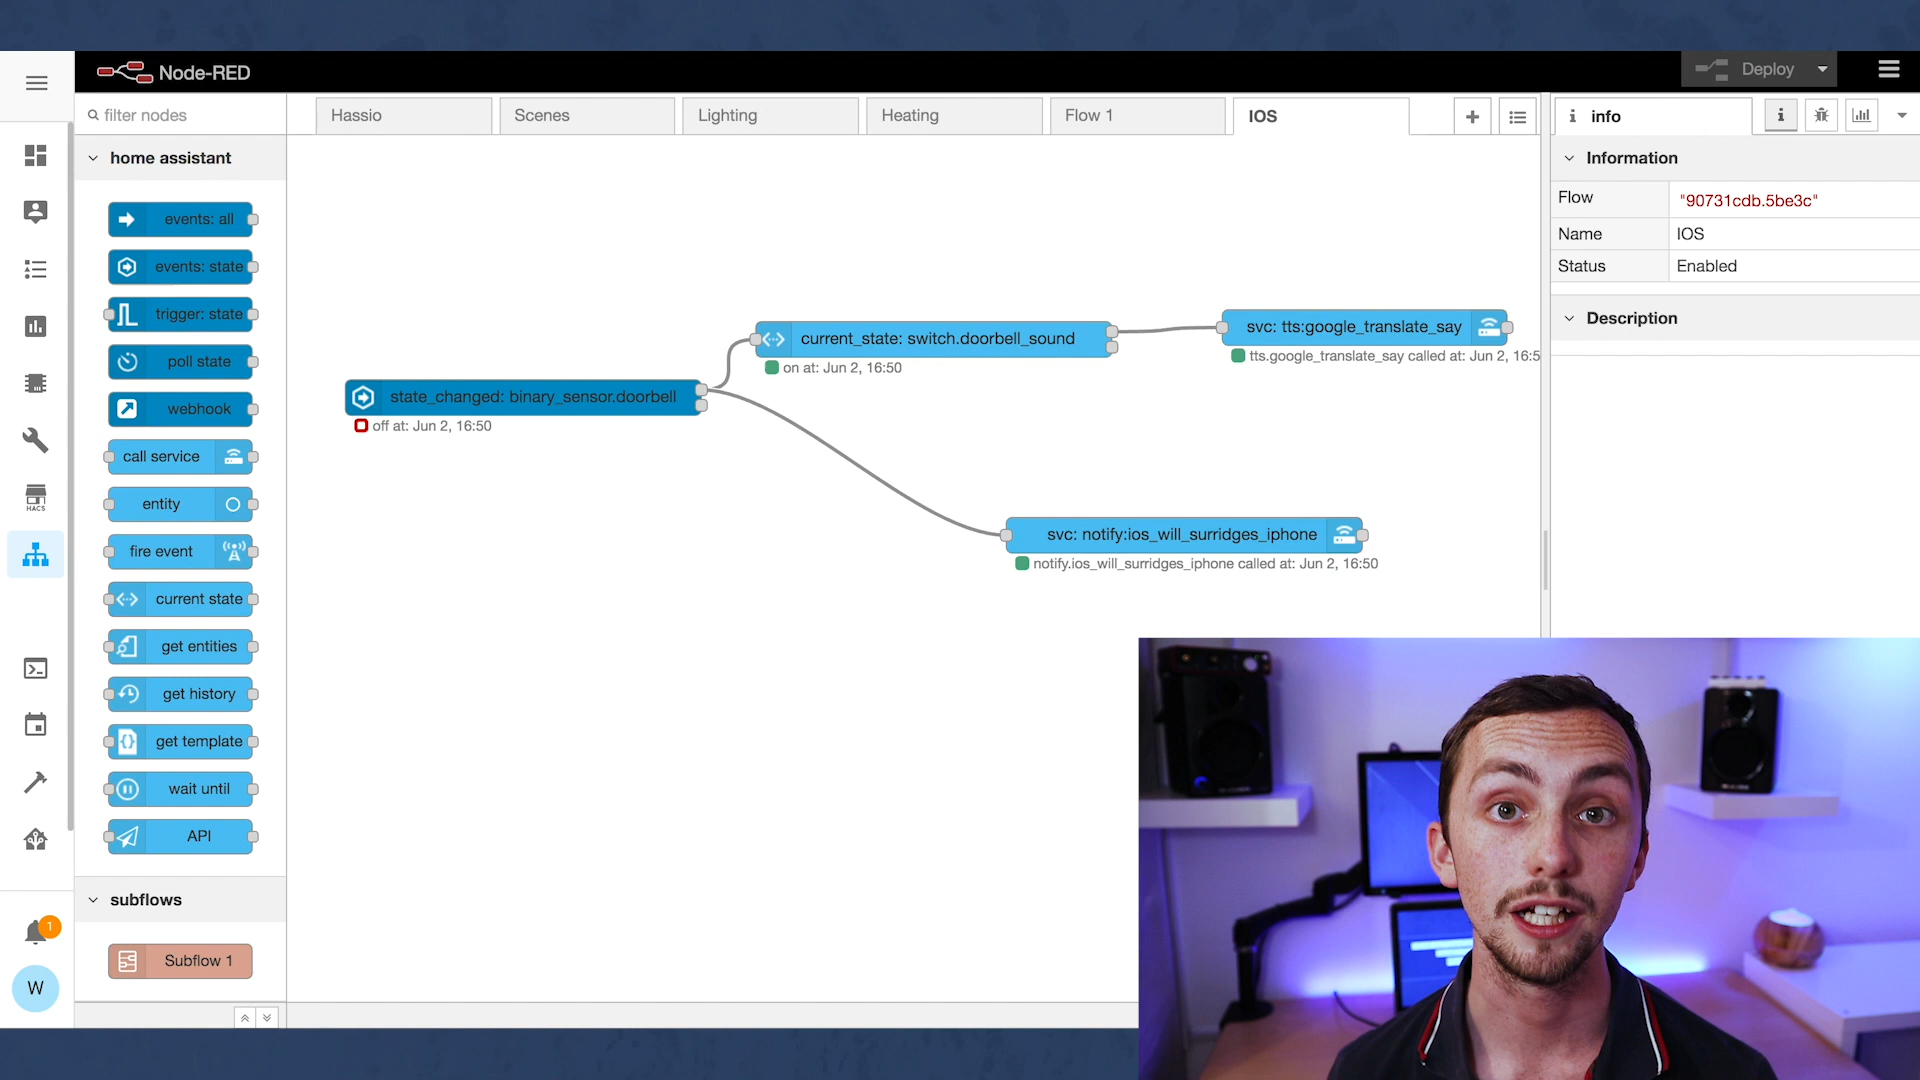 Node-RED
Deploy
filter nodes
Hassio
Scenes
Lighting
Heating
Flow 1
IOS
i info
i
home assistant
Information
events: all
Flow
"90731cdb.5be3c"
Name
IOS
events: state
Status
Enabled
trigger: state
Description
current_state: switch.doorbell_sound
svc: tts:google_translate_say
on at: Jun 2, 16:50
tts.google_translate_say called at: Jun 2, 16:5
poll state
state_changed: binary_sensor.doorbell
off at: Jun 2, 16:50
webhook
call service
HACS
entity
fire event
svc: notify:ios_will_surridges_iphone
notify.ios_will_surridges_iphone called at: Jun 2, 16:50
current state
get entities
get history
get template
wait until
API
subflows
1
Subflow 1
W